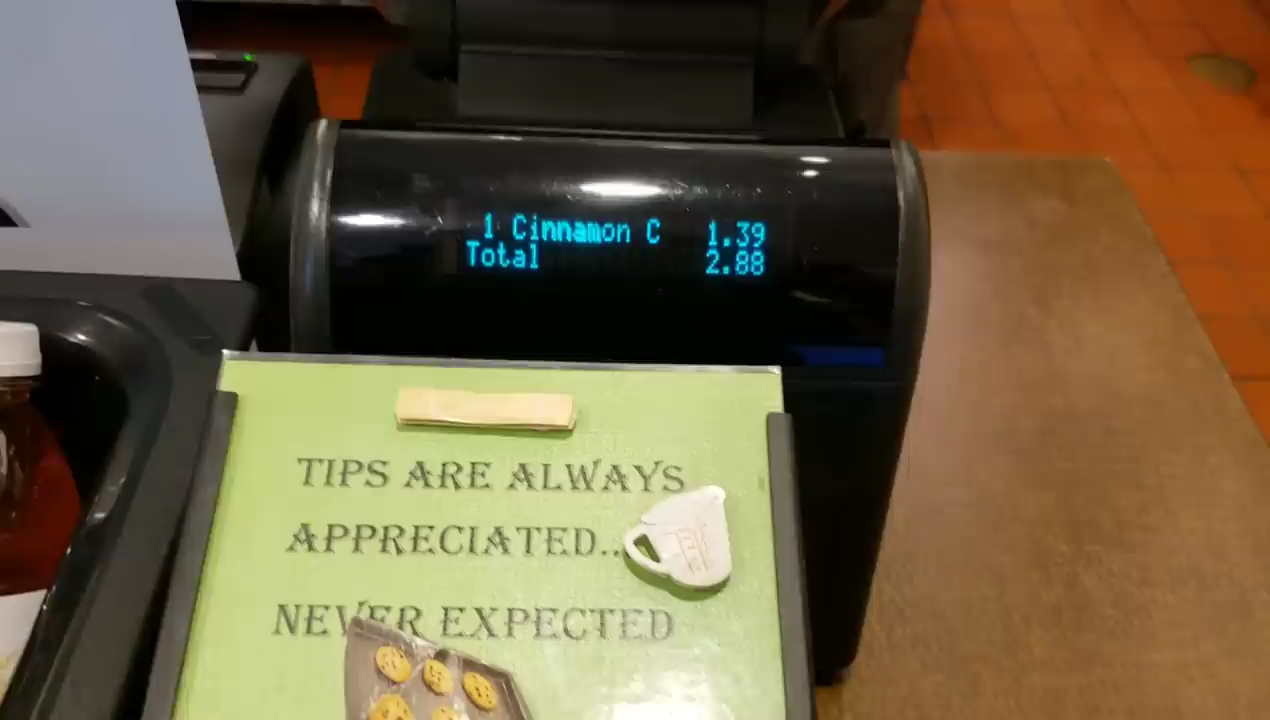 1 Cinnamon C 1.39
Total 2.88
TIPS ARE ALWAYS
APPRECIATED..
NEVER EXPECTED